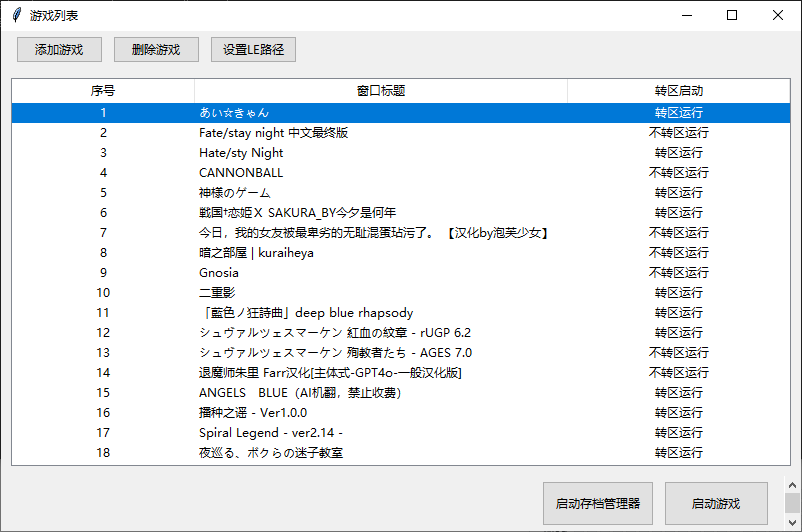 游戏列表
添加游戏 删除游戏 设置LE路径
序号 窗口标题 转区启动
1 あい☆きゃん 转区运行
2 Fate/stay night 中文最终版 不转区运行
3 Hate/sty Night 转区运行
4 CANNONBALL 不转区运行
5 神様のゲーム 转区运行
6 戦国†恋姫Ｘ SAKURA_BY今夕是何年 转区运行
7 今日，我的女友被最卑劣的无耻混蛋玷污了。 【汉化by泡芙少女】 不转区运行
8 暗之部屋 | kuraiheya 不转区运行
9 Gnosia 不转区运行
10 二重影 转区运行
11 「藍色ノ狂詩曲」deep blue rhapsody 转区运行
12 シュヴァルツェスマーケン 紅血の紋章 - rUGP 6.2 转区运行
13 シュヴァルツェスマーケン 殉教者たち - AGES 7.0 不转区运行
14 退魔师朱里 Farr汉化[主体式-GPT4o-一般汉化版] 不转区运行
15 ANGELS　BLUE（AI机翻，禁止收费） 转区运行
16 播种之谣 - Ver1.0.0 转区运行
17 Spiral Legend - ver2.14 - 转区运行
18 夜巡る、ボクらの迷子教室 转区运行
启动存档管理器 启动游戏